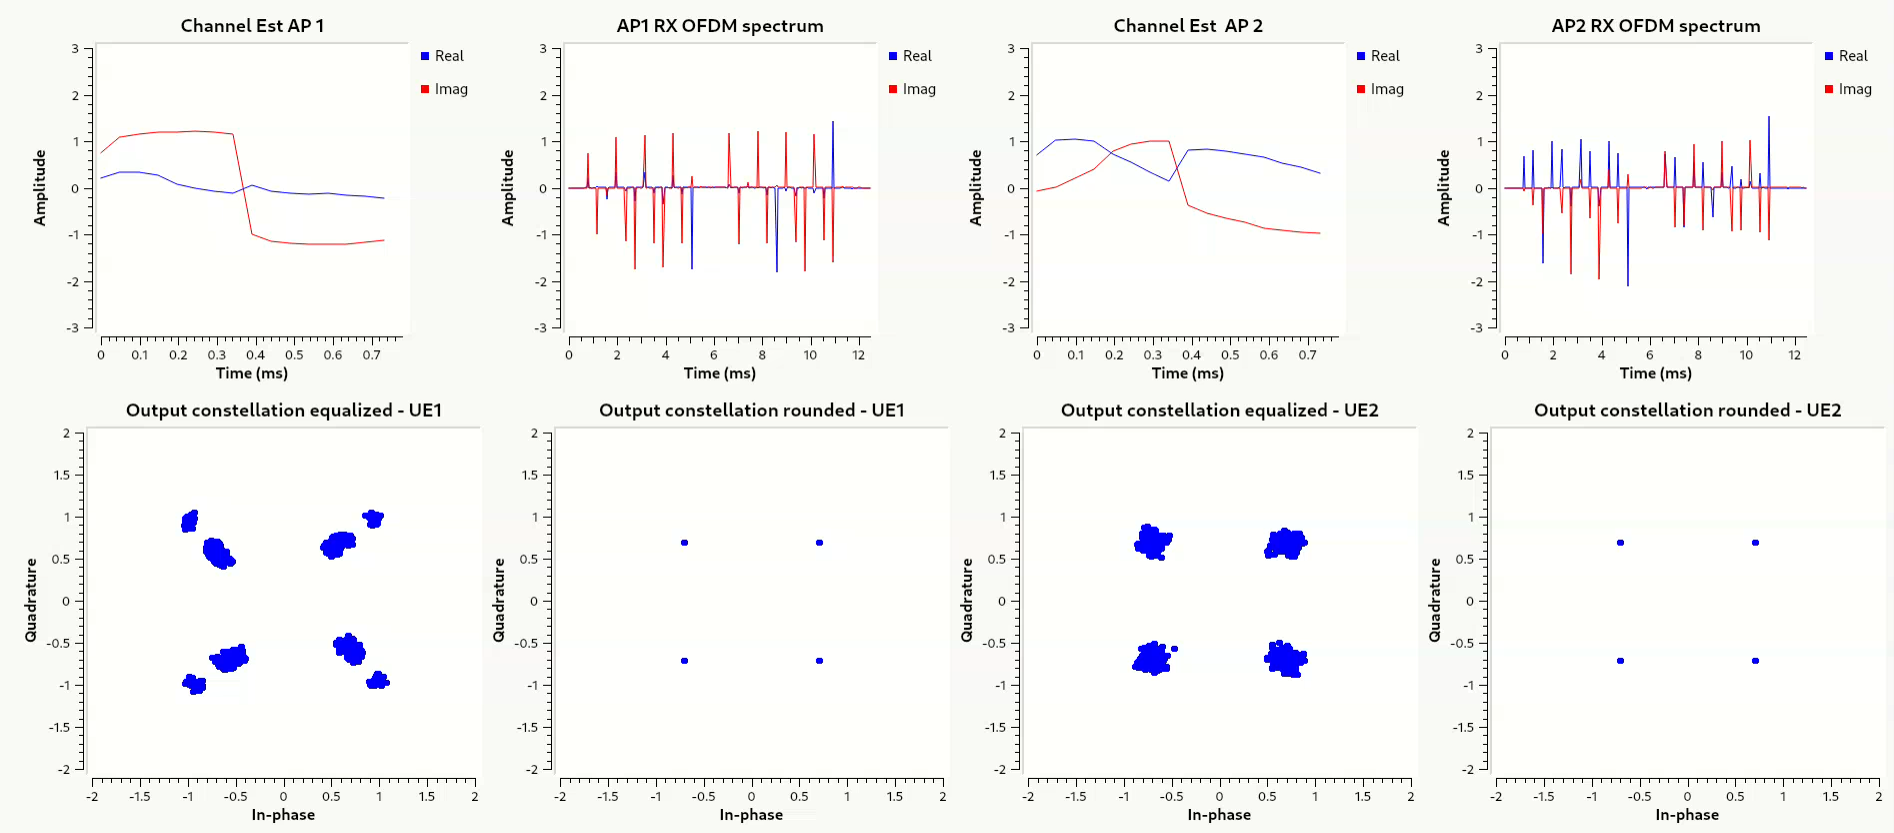 Channel Est AP 1
AP1 RX OFDM spectrum
Channel Est  AP 2
AP2 RX OFDM spectrum
3
2
1
0
-1
-2
-3
Amplitude
0 0.1 0.2 0.3 0.4 0.5 0.6 0.7
Time (ms)
Real
Imag
3
2
1
0
-1
-2
-3
Amplitude
0 2 4 6 8 10 12
Time (ms)
Real
Imag
3
2
1
0
-1
-2
-3
Amplitude
0 0.1 0.2 0.3 0.4 0.5 0.6 0.7
Time (ms)
Real
Imag
3
2
1
0
-1
-2
-3
Amplitude
0 2 4 6 8 10 12
Time (ms)
Real
Imag
Output constellation equalized - UE1
Output constellation rounded - UE1
Output constellation equalized - UE2
Output constellation rounded - UE2
2
1.5
1
0.5
0
-0.5
-1
-1.5
-2
Quadrature
-2 -1.5 -1 -0.5 0 0.5 1 1.5 2
In-phase
2
1.5
1
0.5
0
-0.5
-1
-1.5
-2
Quadrature
-2 -1.5 -1 -0.5 0 0.5 1 1.5 2
In-phase
2
1.5
1
0.5
0
-0.5
-1
-1.5
-2
Quadrature
-2 -1.5 -1 -0.5 0 0.5 1 1.5 2
In-phase
2
1.5
1
0.5
0
-0.5
-1
-1.5
-2
Quadrature
-2 -1.5 -1 -0.5 0 0.5 1 1.5 2
In-phase